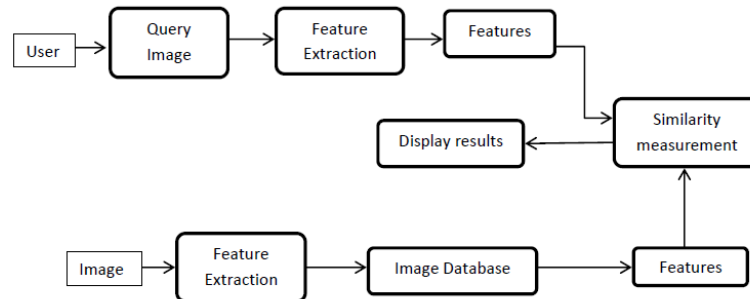 User
Query
Image
Feature
Extraction
Features
Similarity
measurement
Display results
Image
Feature
Extraction
Image Database
Features